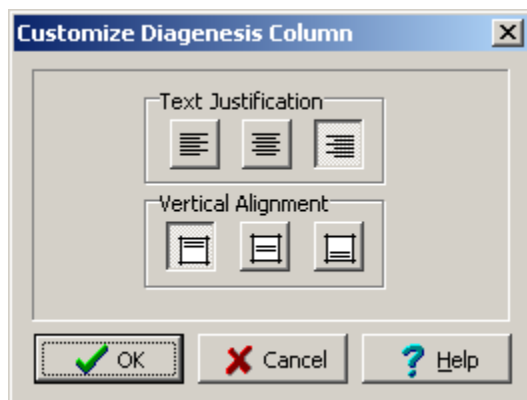 Customize Diagenesis Column
Text Justification
Vertical Alignment
OK Cancel Help